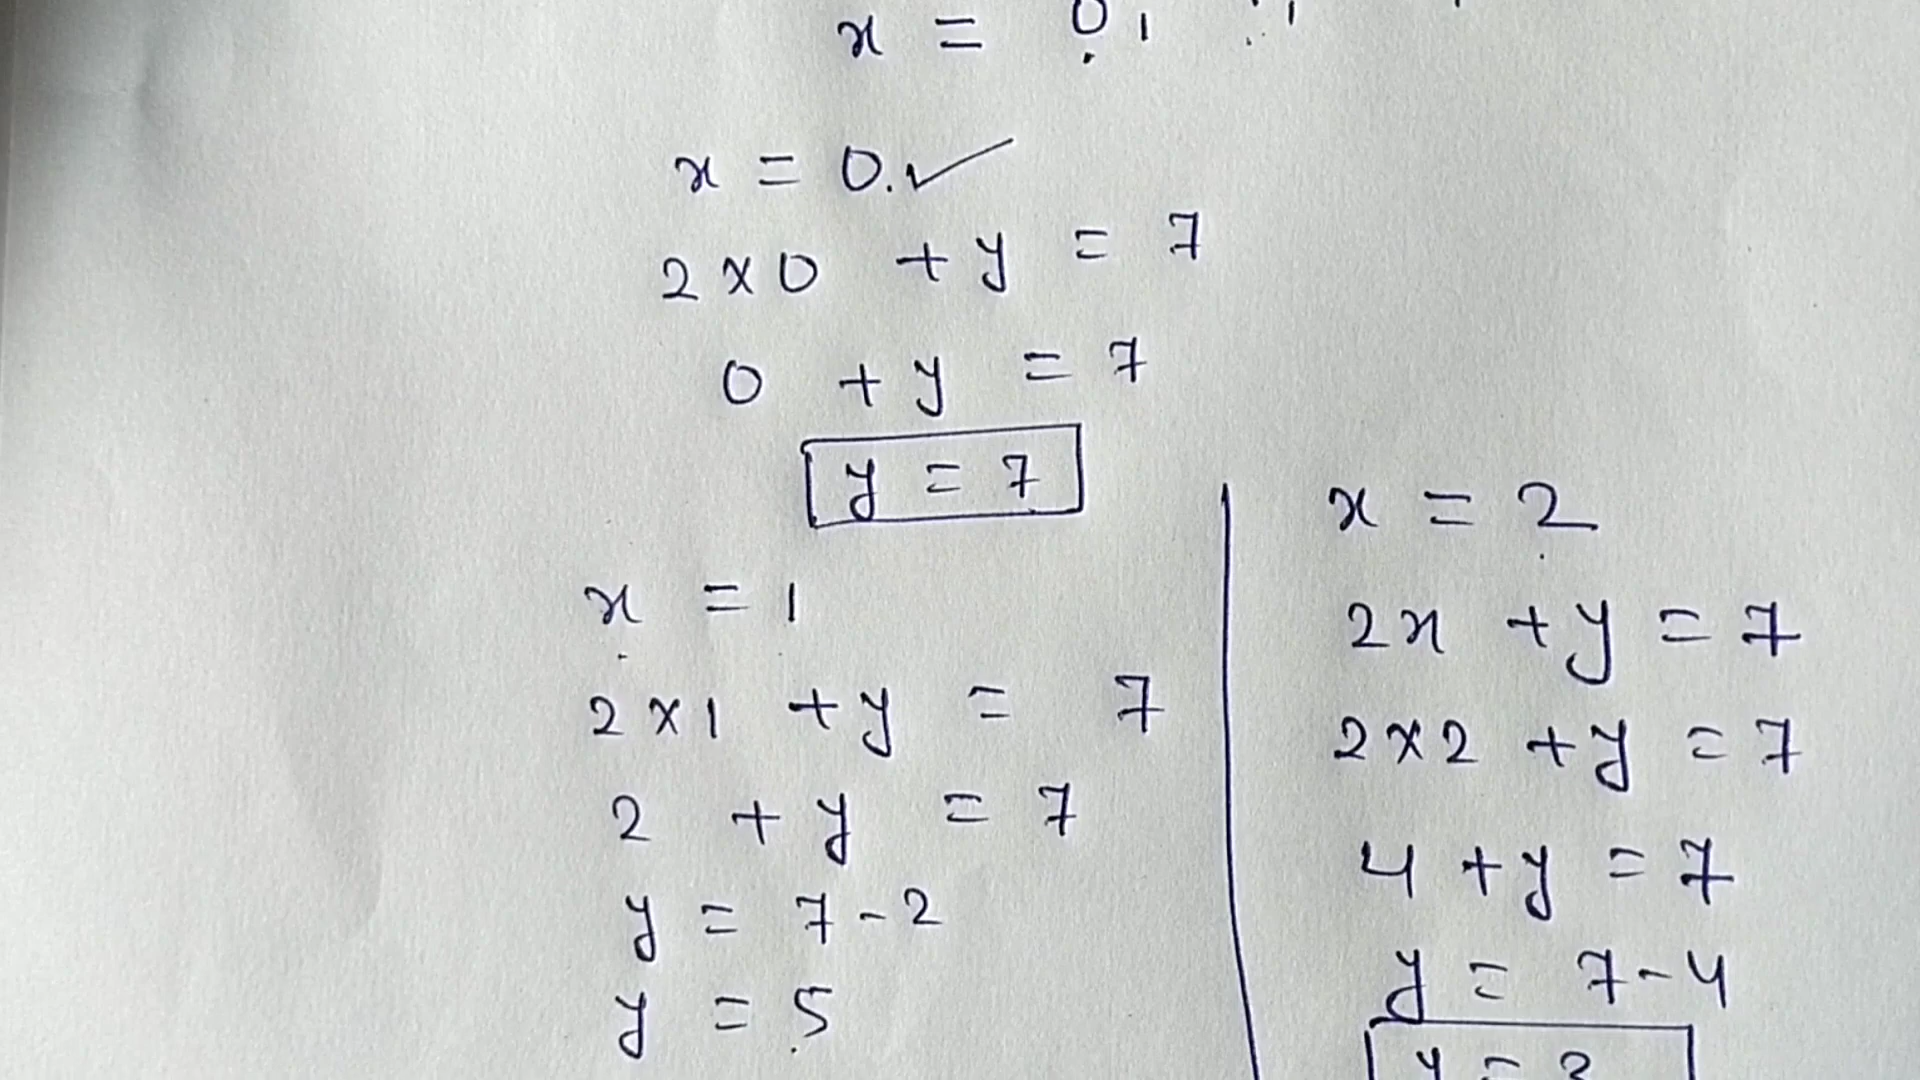 x = 0,
x = 0.✓
2×0 + y = 7
0 + y = 7
y = 7
x = 1
2×1 + y = 7
2 + y = 7
y = 7-2
y = 5
x = 2
2x + y = 7
2×2 + y = 7
4 + y = 7
y = 7-4
y = 3